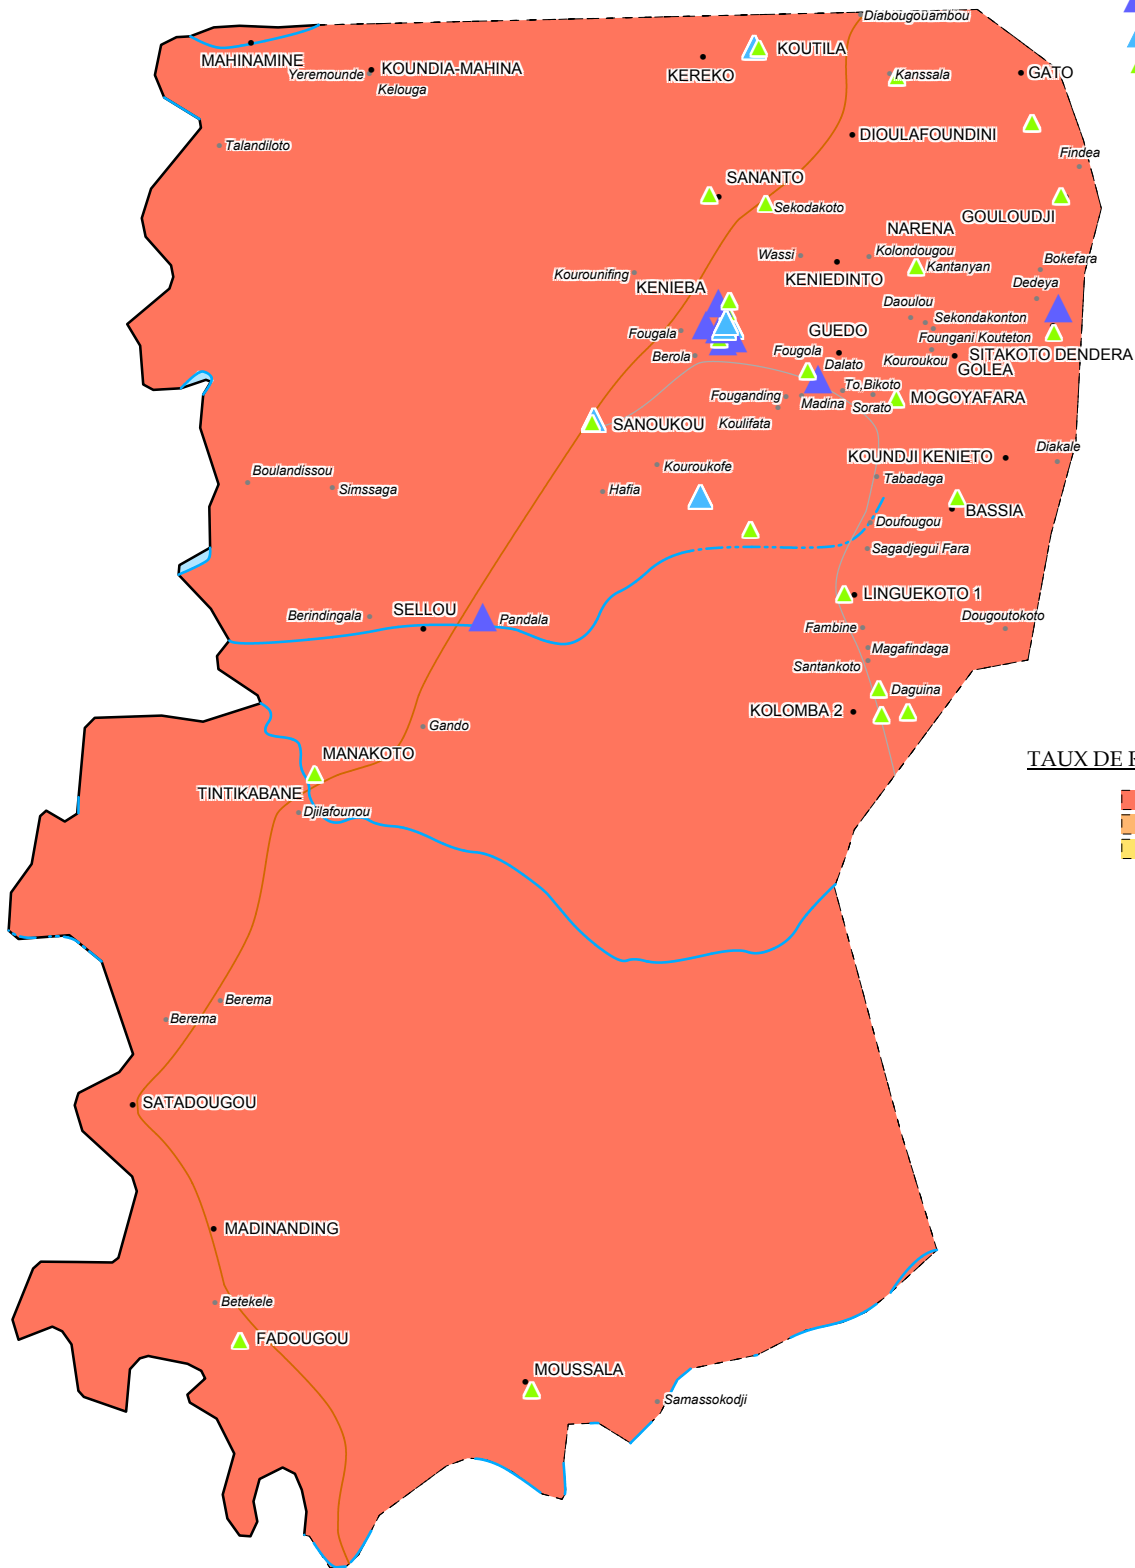 Diabougouambou
MAHINAMINE
KOUTILA
Yeremounde
KOUNDIA-MAHINA
KEREKO
Kanssala
GATO
Kelouga
DIOULAFOUNDINI
Talandiloto
Findea
SANANTO
Sekodakoto
GOULOUDJI
NARENA
Wassi
Kolondougou
Kourounifing
KENIEDINTO
Kantanyan
Bokefara
KENIEBA
Dedeya
Daoulou
Sekondakonton
Fougala
GUEDO
Foungani Kouteton
Berola
Fougola
Dalato
Kouroukou
SITAKOTO DENDERA
GOLEA
To,Bikoto
Fouganding
Madina
Sorato
MOGOYAFARA
Koulifata
SANOUKOU
Boulandissou
Kouroukofe
KOUNDJI KENIETO
Diakale
Simssaga
Hafia
Tabadaga
BASSIA
Doufougou
Sagadjegui Fara
LINGUEKOTO 1
Berindingala
SELLOU
Pandala
Dougoutokoto
Fambine
Magafindaga
Santankoto
Daguina
KOLOMBA 2
Gando
MANAKOTO
TAUX DE
TINTIKABANE
Djilafounou
Berema
Berema
SATADOUGOU
MADINANDING
Betekele
FADOUGOU
MOUSSALA
Samassokodji